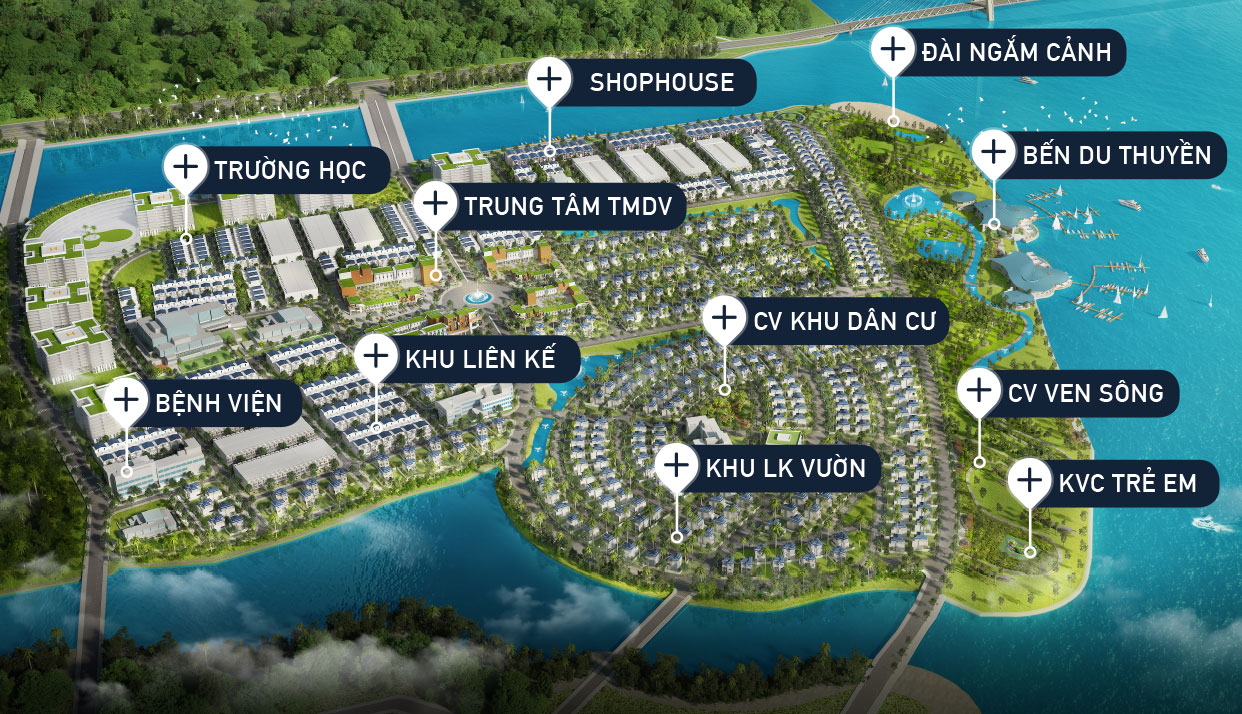 ĐÀI NGẮM CẢNH
SHOPHOUSE
BẾN DU THUYỀN
TRƯỜNG HỌC
TRUNG TÂM TMDV
CV KHU DÂN CƯ
KHU LIÊN KẾ
CV VEN SÔNG
BỆNH VIỆN
KHU LK VƯỜN
KVC TRẺ EM